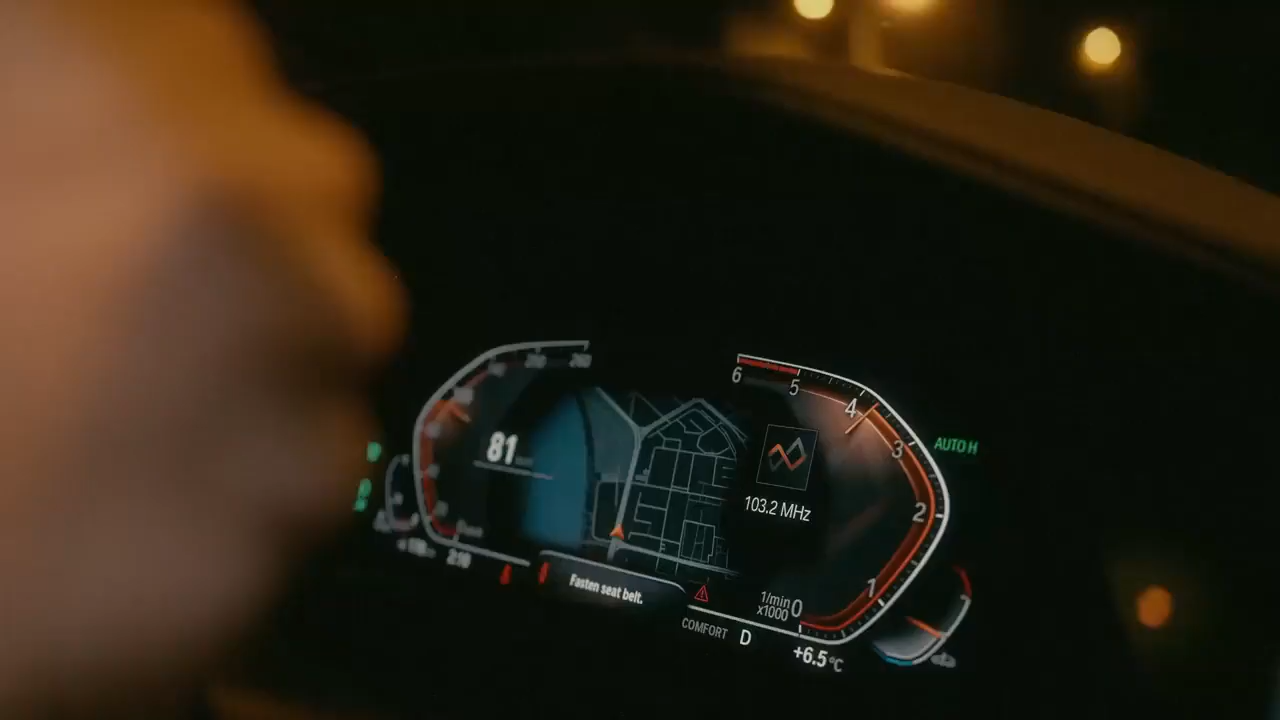 260
81
6
5
4
3
2
1
0
AUTO H
103.2 MHz
1/min
x1000
Fasten seat belt.
COMFORT D
+6.5°C